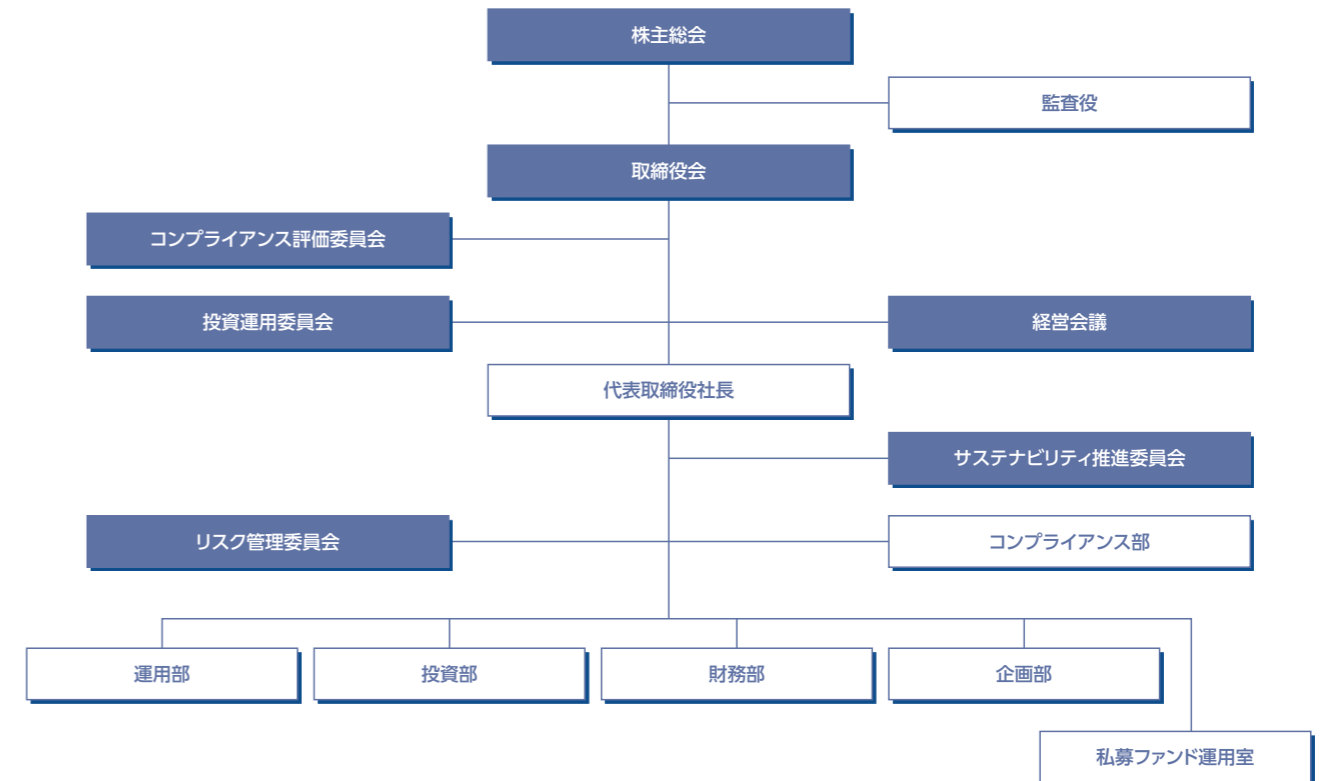 株主総会
監査役
取締役会
コンプライアンス評価委員会
投資運用委員会
経営会議
代表取締役社長
サステナビリティ推進委員会
リスク管理委員会
コンプライアンス部
運用部
投資部
財務部
企画部
私募ファンド運用室